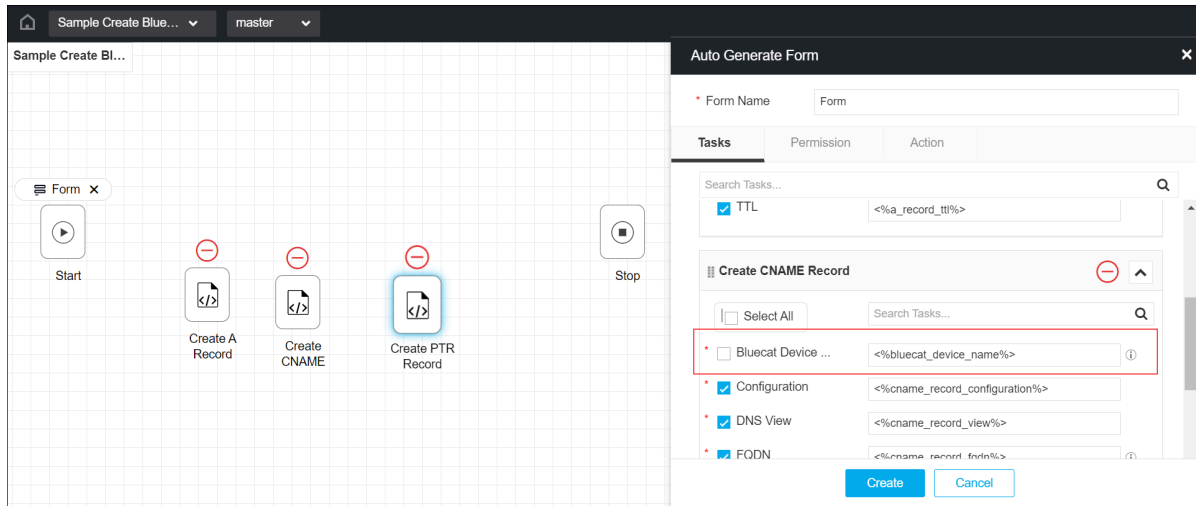 Sample Create Blue…
master
Sample Create Bl…
Form
Start
Create A
Record
Create
CNAME
Create PTR
Record
Stop
Auto Generate Form
* Form Name
Form
Tasks
Permission
Action
Search Tasks...
TTL
<%a_record_ttl%>
Create CNAME Record
Select All
Search Tasks...
* Bluecat Device ...
<%bluecat_device_name%>
* Configuration
<%cname_record_configuration%>
* DNS View
<%cname_record_view%>
* FQDN
<%cname_record_fqdn%>
Create
Cancel